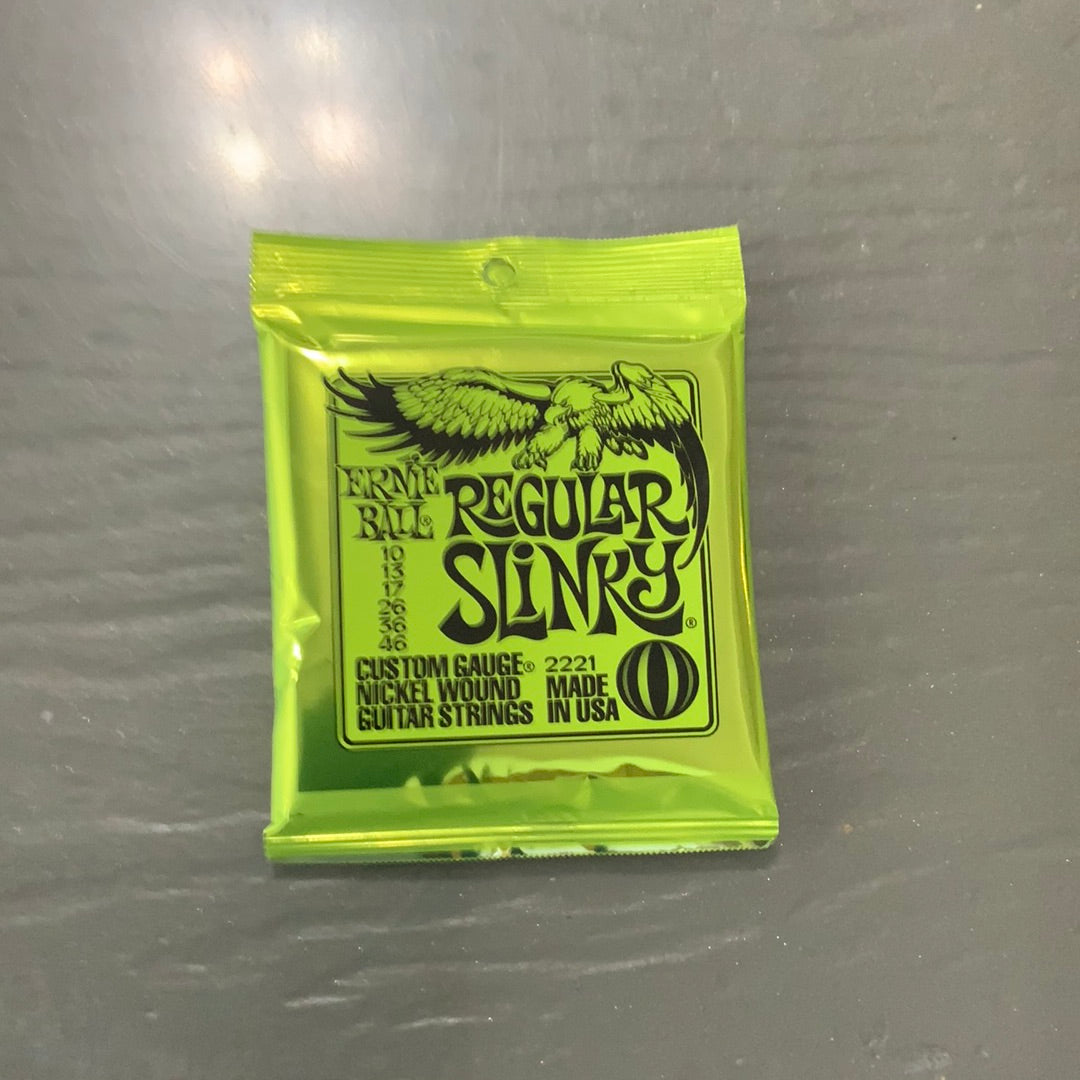 ERNIE
BALL®
REGULAR
SLINKY®
10
13
17
26
36
46
CUSTOM GAUGE®
NICKEL WOUND
GUITAR STRINGS
2221
MADE
IN USA